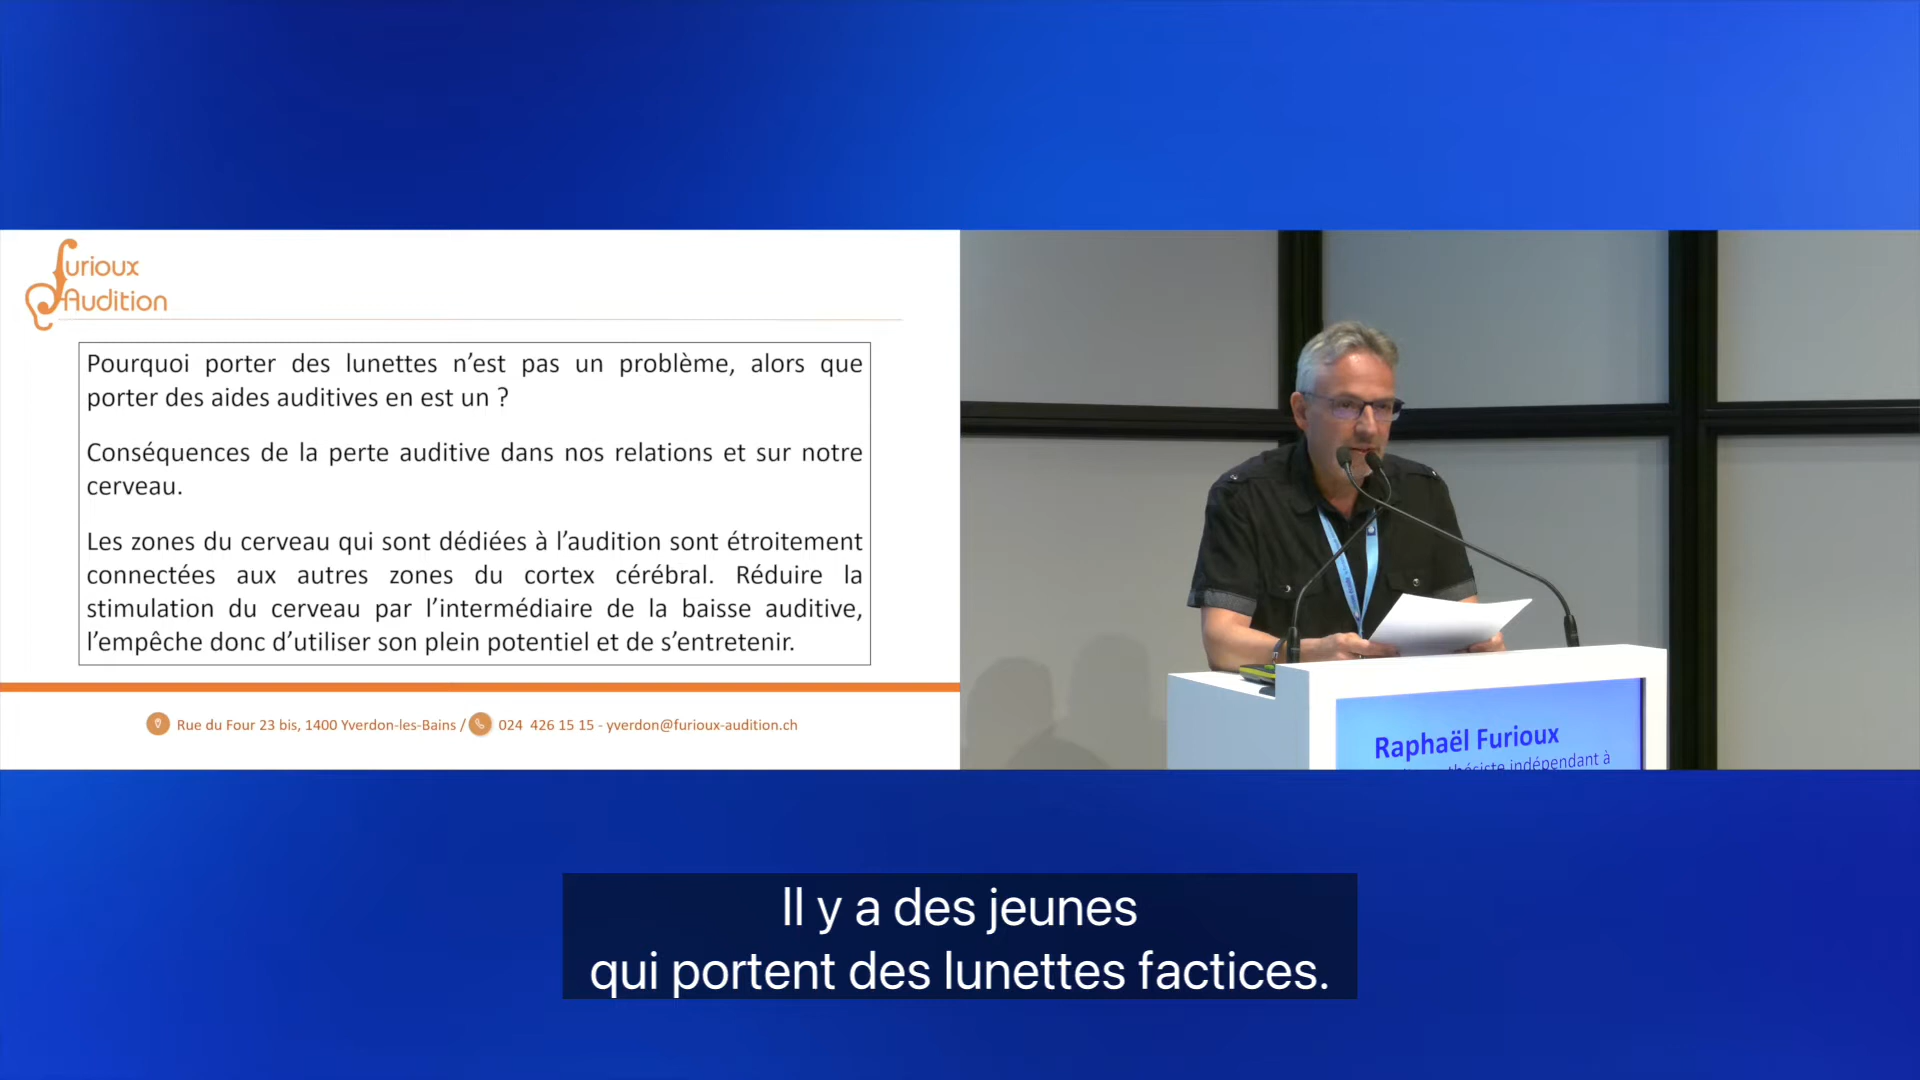 Furioux
Audition
Pourquoi porter des lunettes n’est pas un problème, alors que
porter des aides auditives en est un ?
Conséquences de la perte auditive dans nos relations et sur notre
cerveau.
Les zones du cerveau qui sont dédiées à l’audition sont étroitement
connectées aux autres zones du cortex cérébral. Réduire la
stimulation du cerveau par l’intermédiaire de la baisse auditive,
l’empêche donc d’utiliser son plein potentiel et de s’entretenir.
Rue du Four 23 bis, 1400 Yverdon-les-Bains / 024 426 15 15 - yverdon@furioux-audition.ch
Raphaël Furioux
indépendant à
Il y a des jeunes
qui portent des lunettes factices.